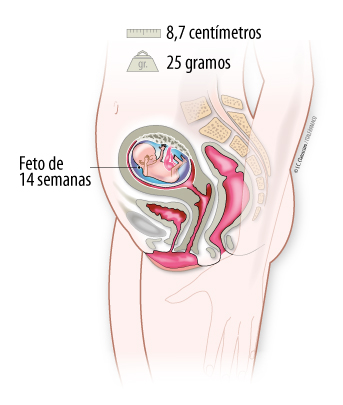 8,7 centímetros
gr.
25 gramos
Feto de
14 semanas